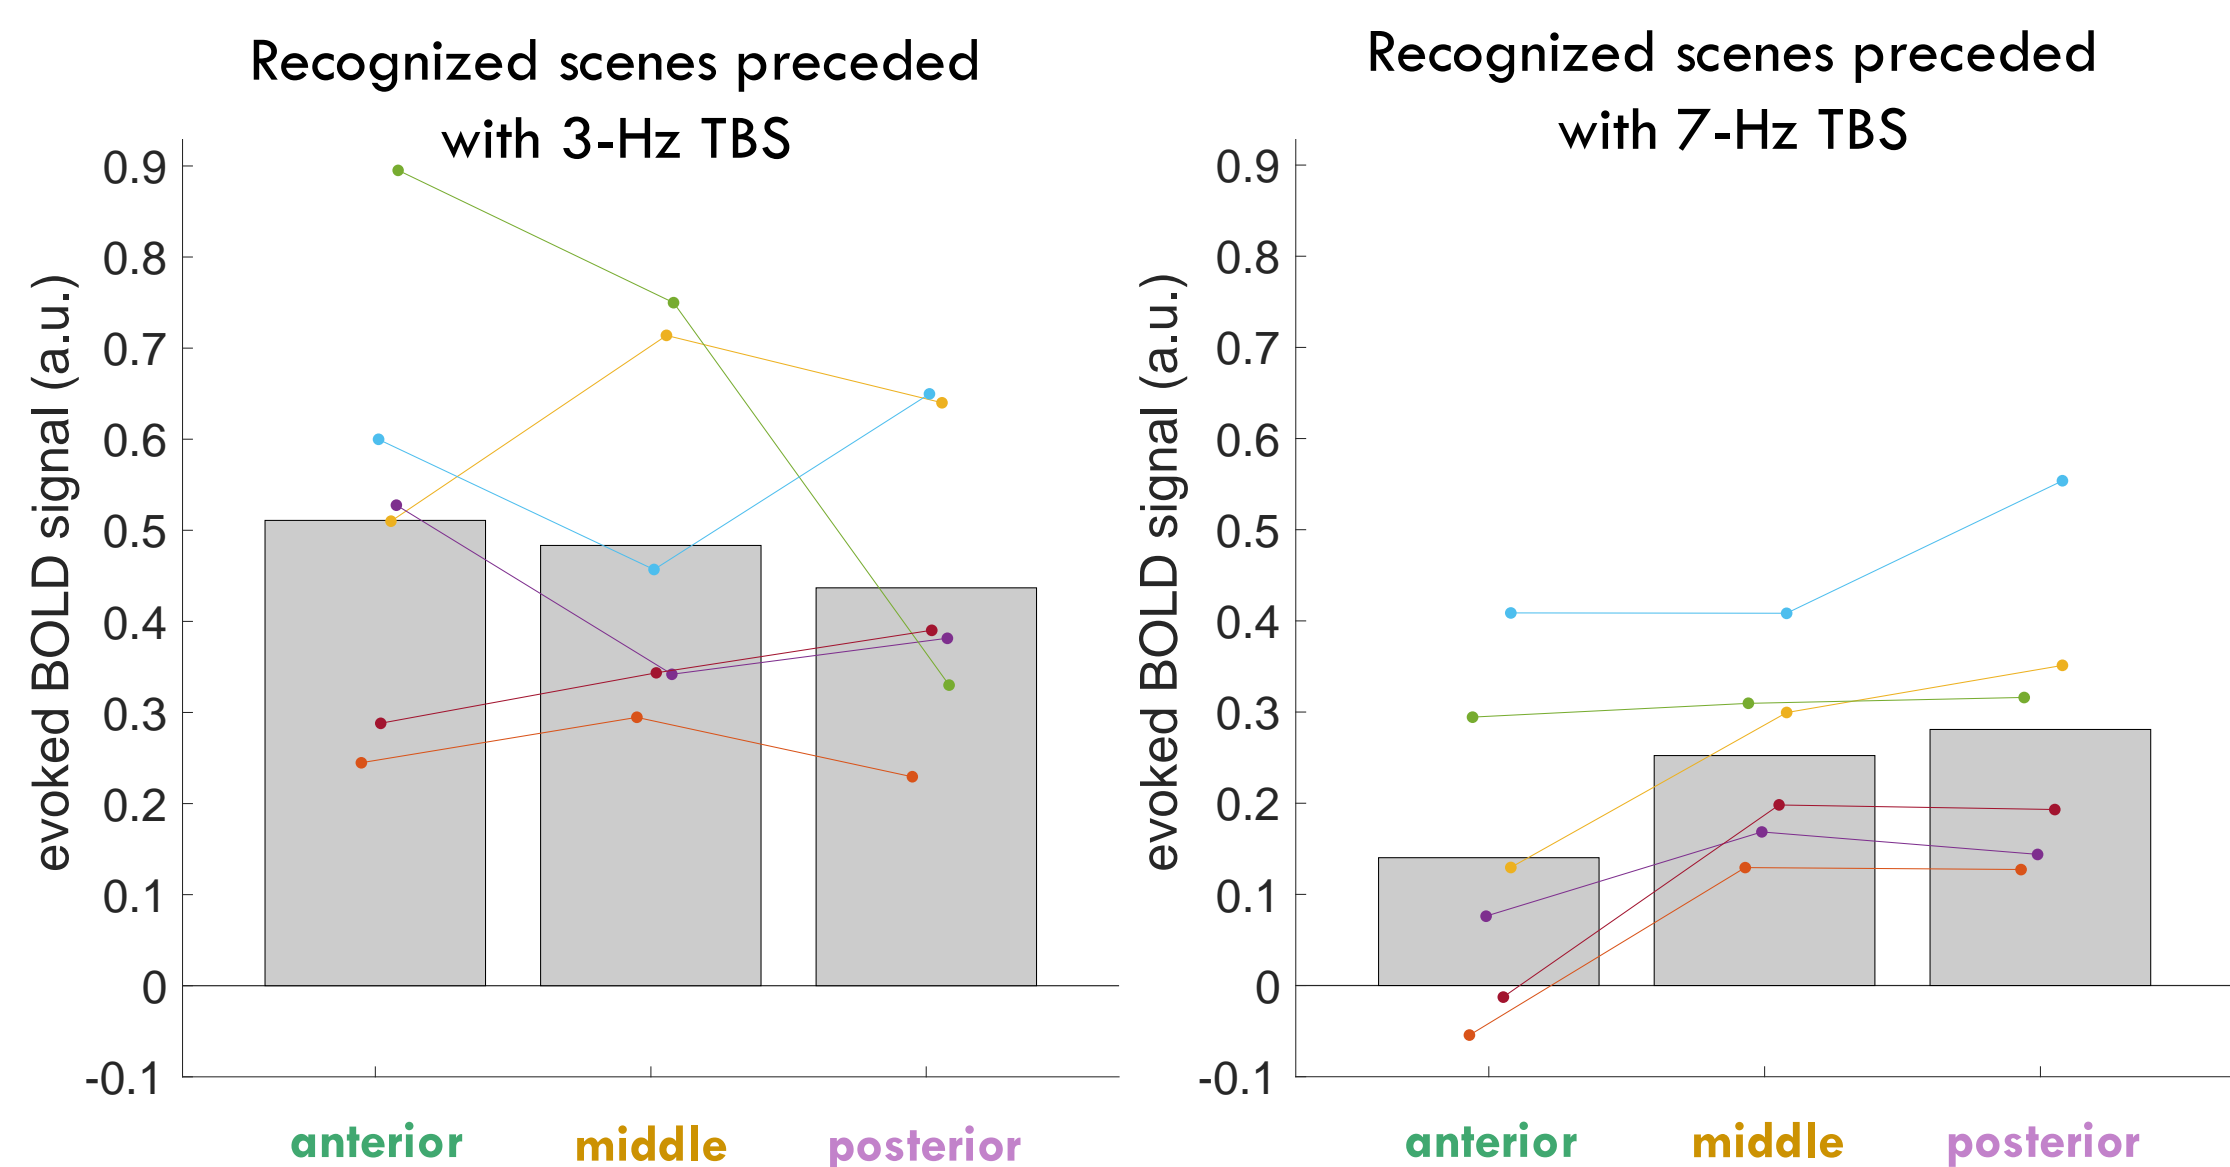 Recognized scenes preceded
with 3-Hz TBS
evoked BOLD signal (a.u.)
0.9
0.8
0.7
0.6
0.5
0.4
0.3
0.2
0.1
0
-0.1
anterior middle posterior
Recognized scenes preceded
with 7-Hz TBS
evoked BOLD signal (a.u.)
0.9
0.8
0.7
0.6
0.5
0.4
0.3
0.2
0.1
0
-0.1
anterior middle posterior